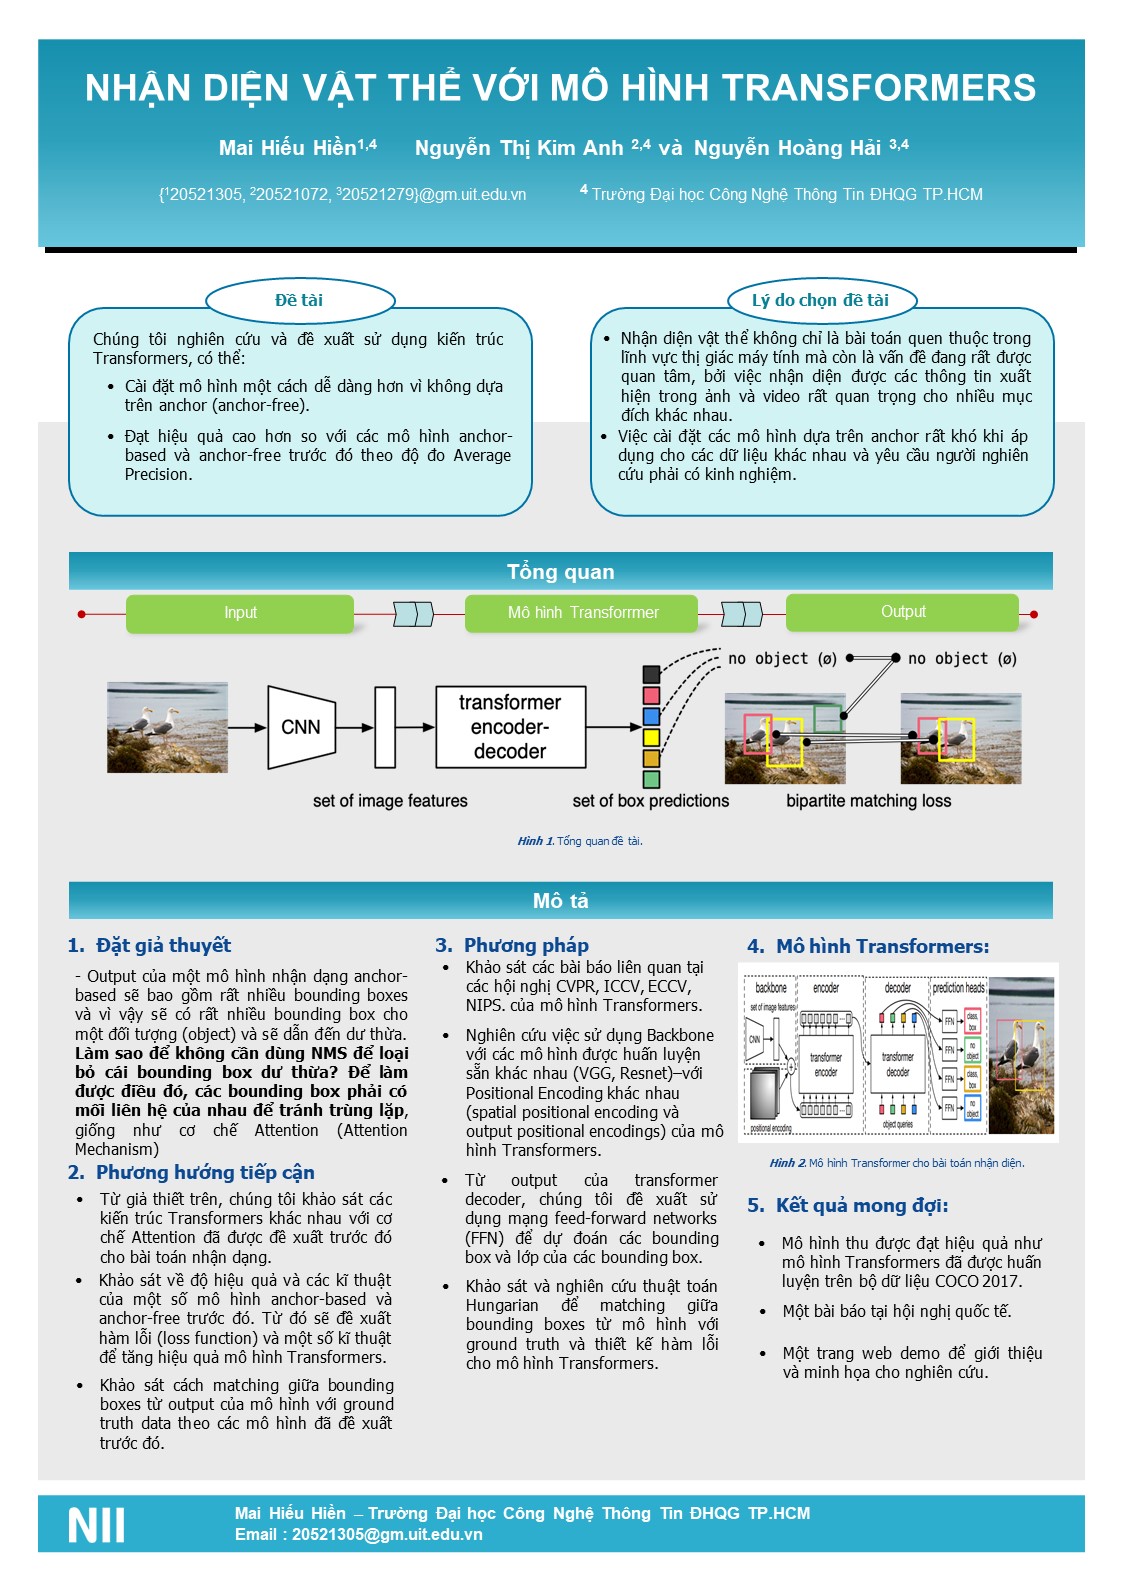 NHẬN DIỆN VẬT THỂ VỚI MÔ HÌNH TRANSFORMERS
Mai Hiếu Hiền1,4 Nguyễn Thị Kim Anh 2,4 và Nguyễn Hoàng Hải 3,4
{120521305, 220521072, 320521279}@gm.uit.edu.vn 4 Trường Đại học Công Nghệ Thông Tin ĐHQG TP.HCM
Đề tài
Chúng tôi nghiên cứu và đề xuất sử dụng kiến trúc
Transformers, có thể:
• Cài đặt mô hình một cách dễ dàng hơn vì không dựa
trên anchor (anchor-free).
• Đạt hiệu quả cao hơn so với các mô hình anchor-
based và anchor-free trước đó theo độ đo Average
Precision.
Lý do chọn đề tài
• Nhận diện vật thể không chỉ là bài toán quen thuộc trong
lĩnh vực thị giác máy tính mà còn là vấn đề đang rất được
quan tâm, bởi việc nhận diện được các thông tin xuất
hiện trong ảnh và video rất quan trọng cho nhiều mục
đích khác nhau.
• Việc cài đặt các mô hình dựa trên anchor rất khó khi áp
dụng cho các dữ liệu khác nhau và yêu cầu người nghiên
cứu phải có kinh nghiệm.
Tổng quan
Input
Mô hình Transforrmer
Output
no object (ø)
no object (ø)
CNN
transformer
encoder-
decoder
set of image features
set of box predictions
bipartite matching loss
Hình 1. Tổng quan đề tài.
Mô tả
1. Đặt giả thuyết
- Output của một mô hình nhận dạng anchor-
based sẽ bao gồm rất nhiều bounding boxes
và vì vậy sẽ có rất nhiều bounding box cho
một đối tượng (object) và sẽ dẫn đến dư thừa.
Làm sao để không cần dùng NMS để loại
bỏ cái bounding box dư thừa? Để làm
được điều đó, các bounding box phải có
mối liên hệ của nhau để tránh trùng lặp,
giống như cơ chế Attention (Attention
Mechanism)
2. Phương hướng tiếp cận
• Từ giả thiết trên, chúng tôi khảo sát các
kiến trúc Transformers khác nhau với cơ
chế Attention đã được đề xuất trước đó
cho bài toán nhận dạng.
• Khảo sát về độ hiệu quả và các kĩ thuật
của một số mô hình anchor-based và
anchor-free trước đó. Từ đó sẽ đề xuất
hàm lỗi (loss function) và một số kĩ thuật
để tăng hiệu quả mô hình Transformers.
• Khảo sát cách matching giữa bounding
boxes từ output của mô hình với ground
truth data theo các mô hình đã đề xuất
trước đó.
3. Phương pháp
• Khảo sát các bài báo liên quan tại
các hội nghị CVPR, ICCV, ECCV,
NIPS. của mô hình Transformers.
• Nghiên cứu việc sử dụng Backbone
với các mô hình được huấn luyện
sẵn khác nhau (VGG, Resnet)–với
Positional Encoding khác nhau
(spatial positional encoding và
output positional encodings) của mô
hình Transformers.
• Từ output của transformer
decoder, chúng tôi đề xuất sử
dụng mạng feed-forward networks
(FFN) để dự đoán các bounding
box và lớp của các bounding box.
• Khảo sát và nghiên cứu thuật toán
Hungarian để matching giữa
bounding boxes từ mô hình với
ground truth và thiết kế hàm lỗi
cho mô hình Transformers.
4. Mô hình Transformers:
backbone encoder decoder prediction heads
set of image features
CNN
transformer
encoder
transformer
decoder
FFN
class,
box
FFN
no
object
FFN
class,
box
FFN
no
object
positional encoding
object queries
Hình 2. Mô hình Transformer cho bài toán nhận diện.
5. Kết quả mong đợi:
• Mô hình thu được đạt hiệu quả như
mô hình Transformers đã được huấn
luyện trên bộ dữ liệu COCO 2017.
• Một bài báo tại hội nghị quốc tế.
• Một trang web demo để giới thiệu
và minh họa cho nghiên cứu.
NII
Mai Hiếu Hiền – Trường Đại học Công Nghệ Thông Tin ĐHQG TP.HCM
Email : 20521305@gm.uit.edu.vn